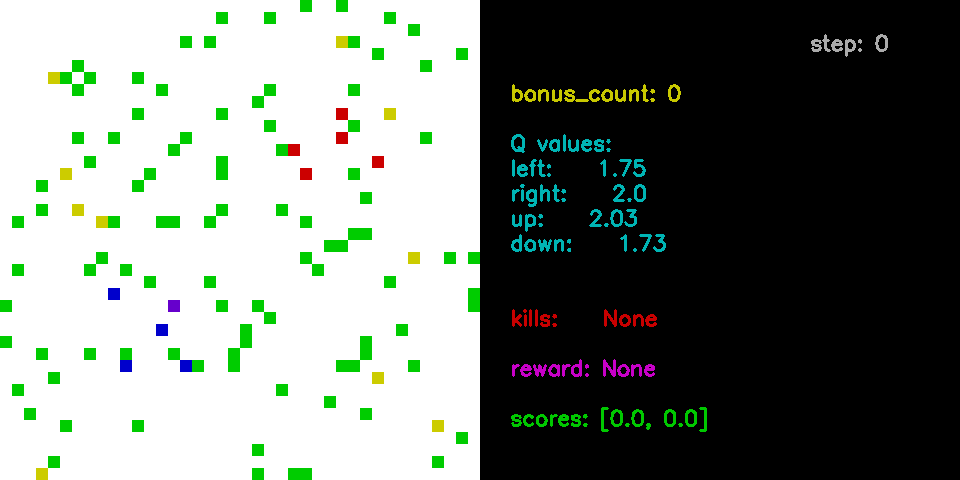 step: 0
bonus_count: 0
Q values:
left: 1.75
right: 2.0
up: 2.03
down: 1.73
kills: None
reward: None
scores: [0.0, 0.0]